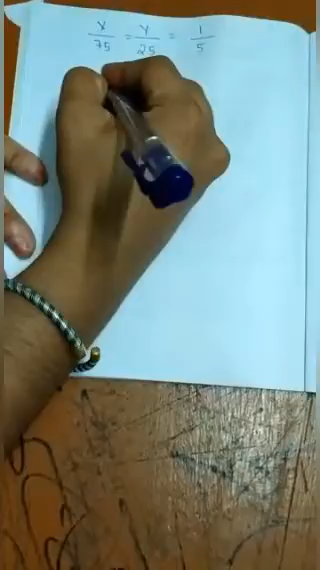 x/75 = y/25 = 1/5